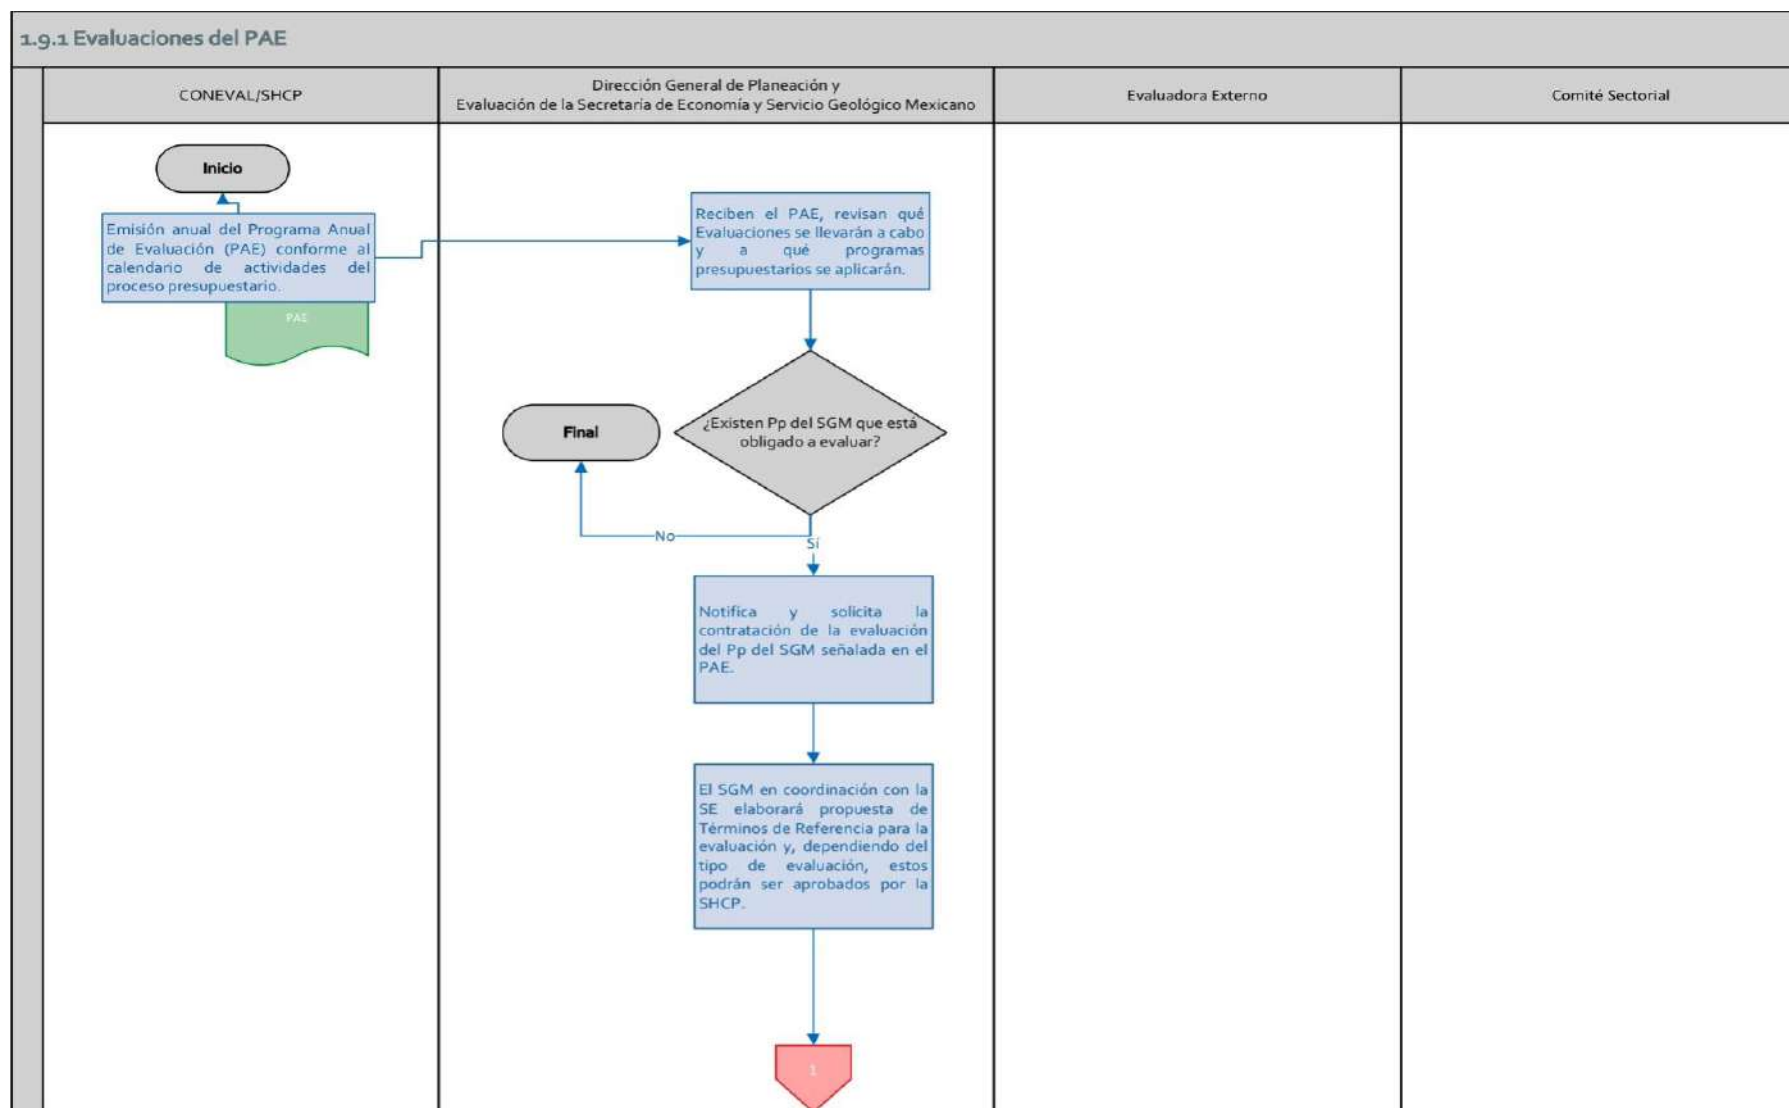 1.9.1 Evaluaciones del PAE
CONEVAL/SHCP
Dirección General de Planeación y
Evaluación de la Secretaría de Economía y Servicio Geológico Mexicano
Evaluadora Externo
Comité Sectorial
Inicio
Emisión anual del Programa Anual
de Evaluación (PAE) conforme al
calendario de actividades del
proceso presupuestario.
PAE
Reciben el PAE, revisan qué
Evaluaciones se llevarán a cabo
y a qué programas
presupuestarios se aplicarán.
¿Existen Pp del SGM que está
obligado a evaluar?
Final
No
Sí
Notifica y solicita la
contratación de la evaluación
del Pp del SGM señalada en el
PAE.
El SGM en coordinación con la
SE elaborará propuesta de
Términos de Referencia para la
evaluación y, dependiendo del
tipo de evaluación, estos
podrán ser aprobados por la
SHCP.
1